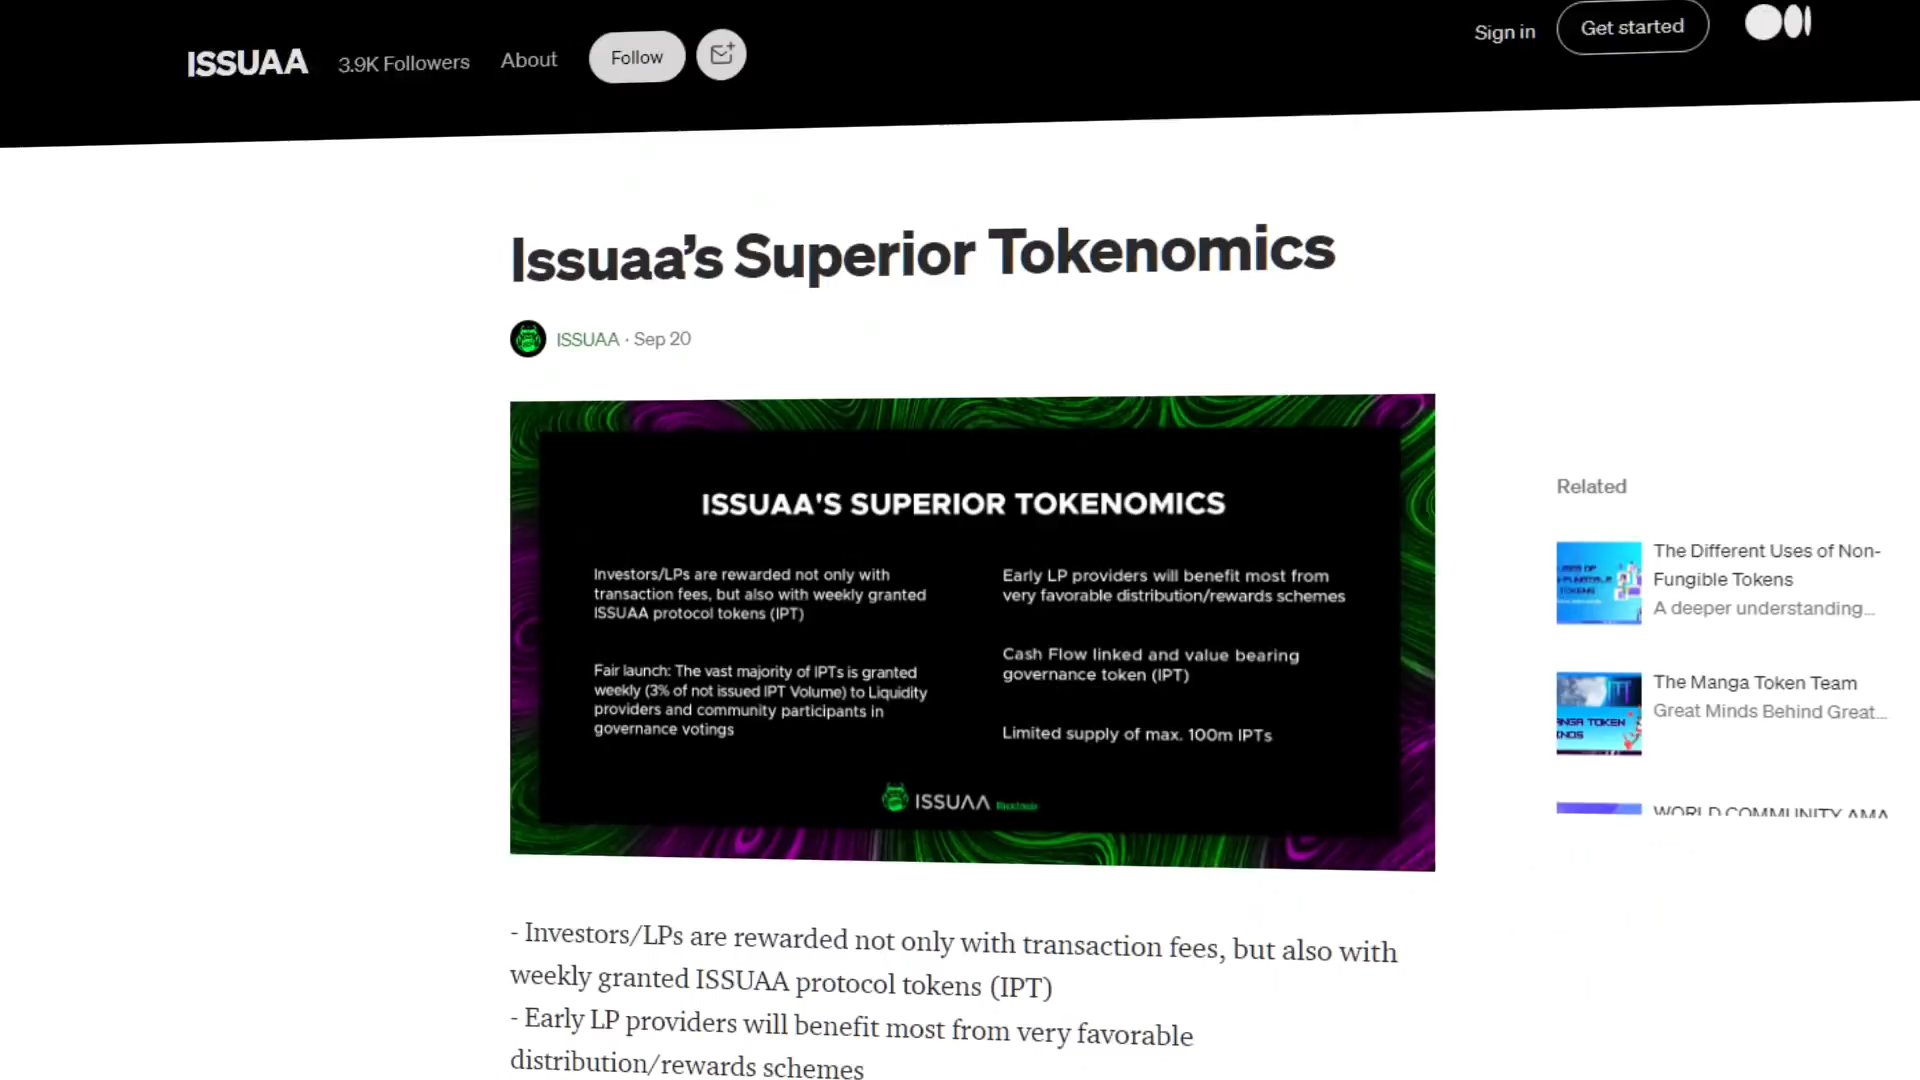 ISSUAA
3.9K Followers
About
Follow
Sign in
Get started
Issuaa’s Superior Tokenomics
ISSUAA · Sep 20
ISSUAA'S SUPERIOR TOKENOMICS
Investors/LPs are rewarded not only with
transaction fees, but also with weekly granted
ISSUAA protocol tokens (IPT)
Fair launch: The vast majority of IPTs is granted
weekly (3% of not issued IPT Volume) to Liquidity
providers and community participants in
governance votings
Early LP providers will benefit most from
very favorable distribution/rewards schemes
Cash Flow linked and value bearing
governance token (IPT)
Limited supply of max. 100m IPTs
ISSUAA
Related
The Different Uses of Non-
Fungible Tokens
A deeper understanding...
The Manga Token Team
Great Minds Behind Great...
WORLD COMMUNITY AMA
- Investors/LPs are rewarded not only with transaction fees, but also with
weekly granted ISSUAA protocol tokens (IPT)
- Early LP providers will benefit most from very favorable
distribution/rewards schemes